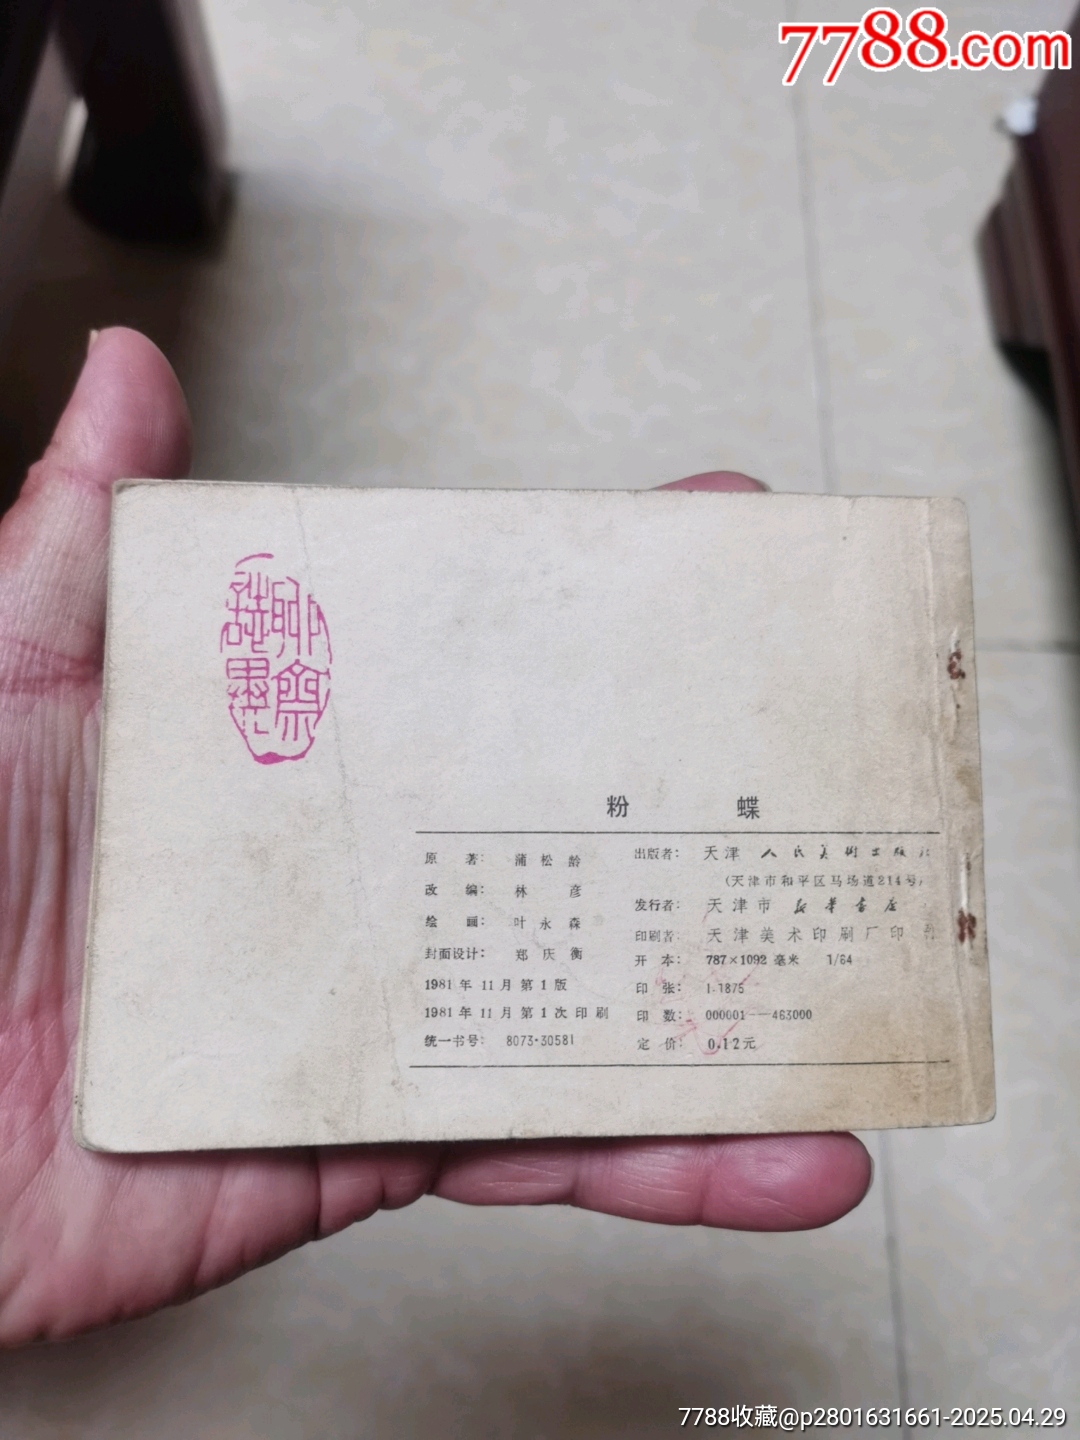 7788.com
聊斋
誌異
粉 蝶
原 著: 蒲松龄
改 编: 林 彦
绘 画: 叶永森
封面设计: 郑庆衡
1981年11月第1版
1981年11月第1次印刷
统一书号: 8073·30581
出版者: 天津人民美術出版社
(天津市和平区马场道214号)
发行者: 天津市新华書店
印刷者: 天津美术印刷厂印刷
开 本: 787×1092毫米 1/64
印 张: 1.1875
印 数: 000001—463000
定 价: 0.12元
7788收藏@p2801631661-2025.04.29